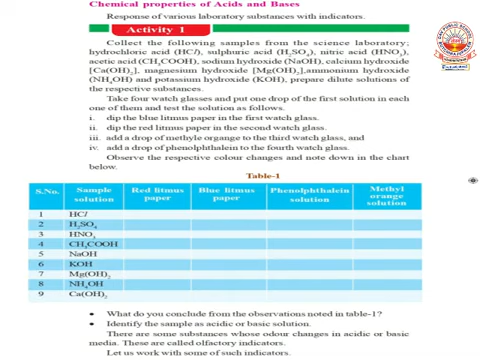 Chemical properties of Acids and Bases
Response of various laboratory substances with indicators.
Activity 1
Collect the following samples from the science laboratory;
hydrochloric acid (HCl), sulphuric acid (H₂SO₄), nitric acid (HNO₃),
acetic acid (CH₃COOH), sodium hydroxide (NaOH), calcium hydroxide
[Ca(OH)₂], magnesium hydroxide [Mg(OH)₂],ammonium hydroxide
(NH₄OH) and potassium hydroxide (KOH), prepare dilute solutions of
the respective substances.
Take four watch glasses and put one drop of the first solution in each
one of them and test the solution as follows.
i. dip the blue litmus paper in the first watch glass.
ii. dip the red litmus paper in the second watch glass.
iii. add a drop of methyle organge to the third watch glass, and
iv. add a drop of phenolphthalein to the fourth watch glass.
Observe the respective colour changes and note down in the chart
below.
Table-1
S.No. Sample solution Red litmus paper Blue litmus paper Phenolphthalein solution Methyl orange solution
1 HCl
2 H₂SO₄
3 HNO₃
4 CH₃COOH
5 NaOH
6 KOH
7 Mg(OH)₂
8 NH₄OH
9 Ca(OH)₂
• What do you conclude from the observations noted in table-1?
• Identify the sample as acidic or basic solution.
There are some substances whose odour changes in acidic or basic
media. These are called olfactory indicators.
Let us work with some of such indicators.